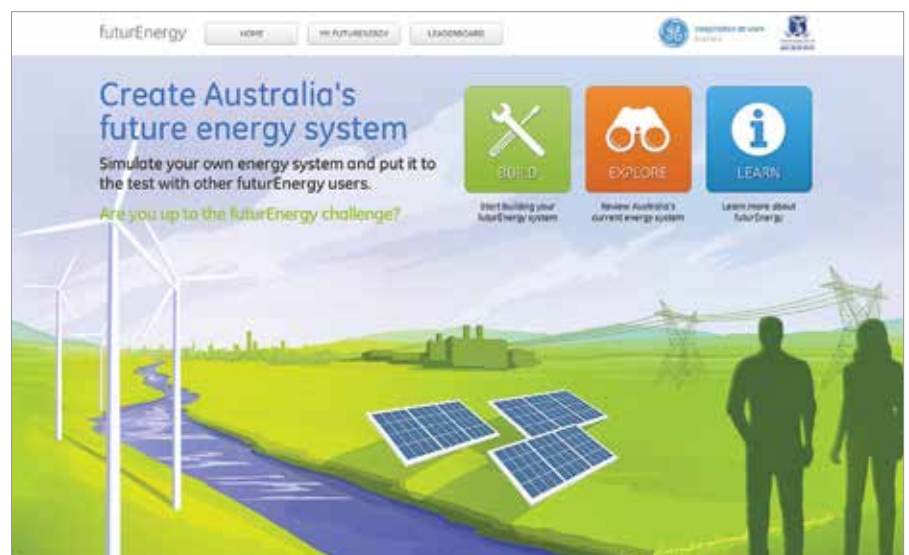 futurEnergy
HOME
MY FUTURENERGY
LEADERBOARD
Create Australia's
future energy system
Simulate your own energy system and put it to
the test with other futurEnergy users.
Are you up to the futurEnergy challenge?
BUILD
Start building your
futurEnergy system
EXPLORE
Review Australia's
current energy system
LEARN
Learn more about
futurEnergy